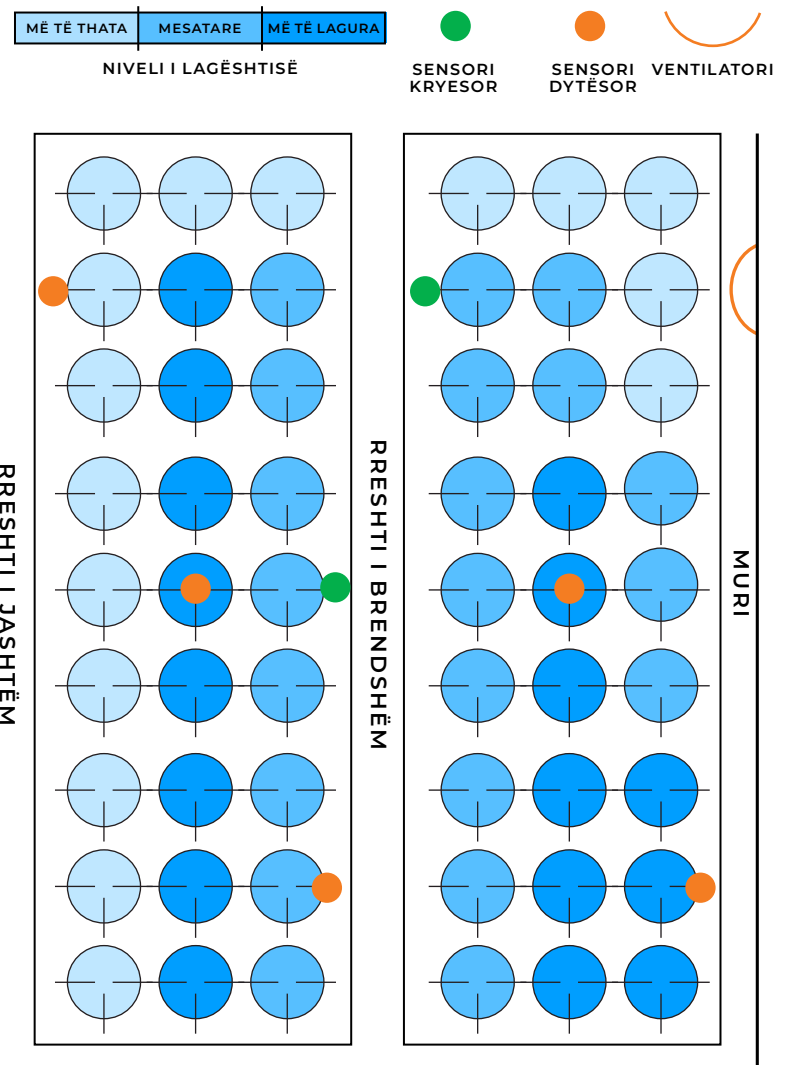 MË TË THATA
MESATARE
MË TË LAGURA
NIVELI I LAGËSHTISË
SENSORI
KRYESOR
SENSORI
DYTËSOR
VENTILATORI
RRESHTI I JASHTËM
RRESHTI I BRENDSHËM
MURI